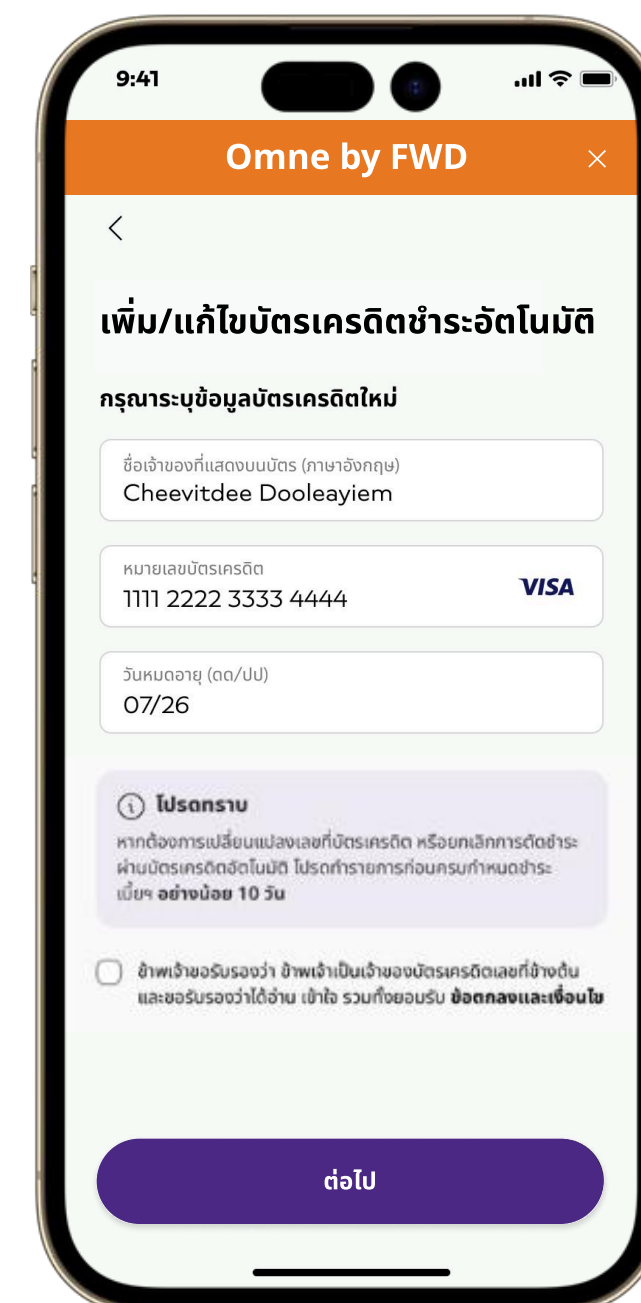 9:41
Omne by FWD
เพิ่ม/แก้ไขบัตรเครดิตชำระอัตโนมัติ
กรุณาระบุข้อมูลบัตรเครดิตใหม่
ชื่อเจ้าของที่แสดงบนบัตร (ภาษาอังกฤษ)
Cheevitdee Dooleayiem
หมายเลขบัตรเครดิต
1111 2222 3333 4444
VISA
วันหมดอายุ (ดด/ปป)
07/26
โปรดทราบ
หากต้องการเปลี่ยนแปลงเลขที่บัตรเครดิต หรือยกเลิกการตัดชำระ
ผ่านบัตรเครดิตอัตโนมัติ โปรดทำรายการก่อนครบกำหนดชำระ
เบี้ยฯ อย่างน้อย 10 วัน
ข้าพเจ้าขอรับรองว่า ข้าพเจ้าเป็นเจ้าของบัตรเครดิตเลขที่ข้างต้น
และขอรับรองว่าได้อ่าน เข้าใจ รวมทั้งยอมรับ ข้อตกลงและเงื่อนไข
ต่อไป